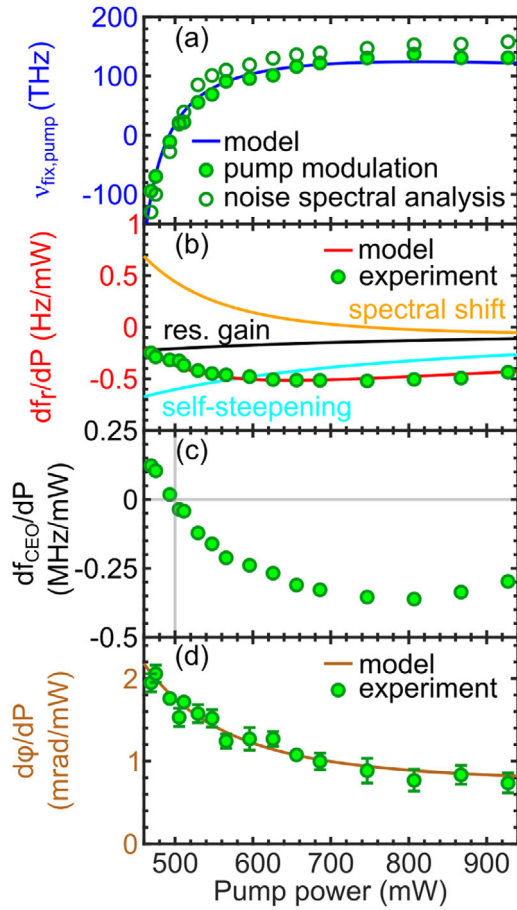 200
(a)
100
0
-100
ν_fix,pump
(THz)
model
pump modulation
noise spectral analysis
1
(b)
0.5
0
-0.5
df_r/dP (Hz/mW)
model
experiment
spectral shift
res. gain
self-steepening
0.25
(c)
0
-0.25
-0.5
df_CEO/dP
(MHz/mW)
(d)
2
1
0
dφ/dP
(mrad/mW)
model
experiment
500 600 700 800 900
Pump power (mW)